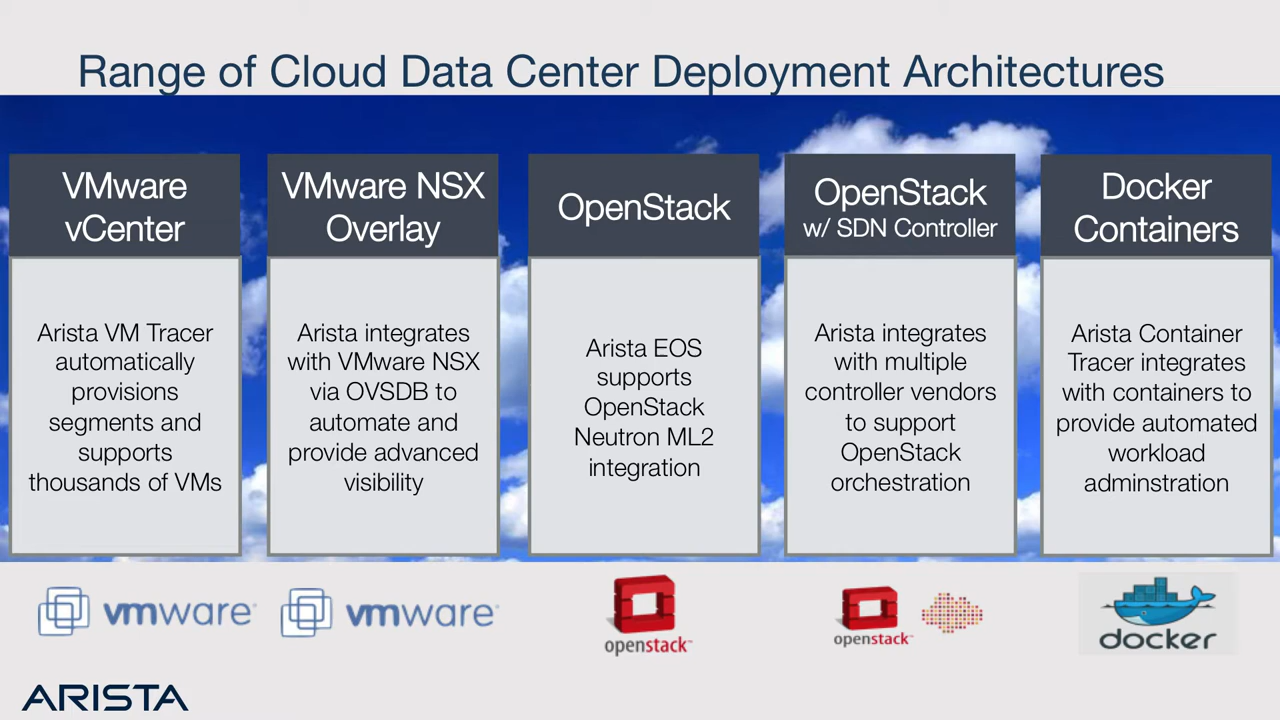 Range of Cloud Data Center Deployment Architectures
VMware
vCenter
Arista VM Tracer
automatically
provisions
segments and
supports
thousands of VMs
VMware NSX
Overlay
Arista integrates
with VMware NSX
via OVSDB to
automate and
provide advanced
visibility
OpenStack
Arista EOS
supports
OpenStack
Neutron ML2
integration
OpenStack
w/ SDN Controller
Arista integrates
with multiple
controller vendors
to support
OpenStack
orchestration
Docker
Containers
Arista Container
Tracer integrates
with containers to
provide automated
workload
adminstration
vmware
vmware
openstack™
openstack™
docker
ARISTA